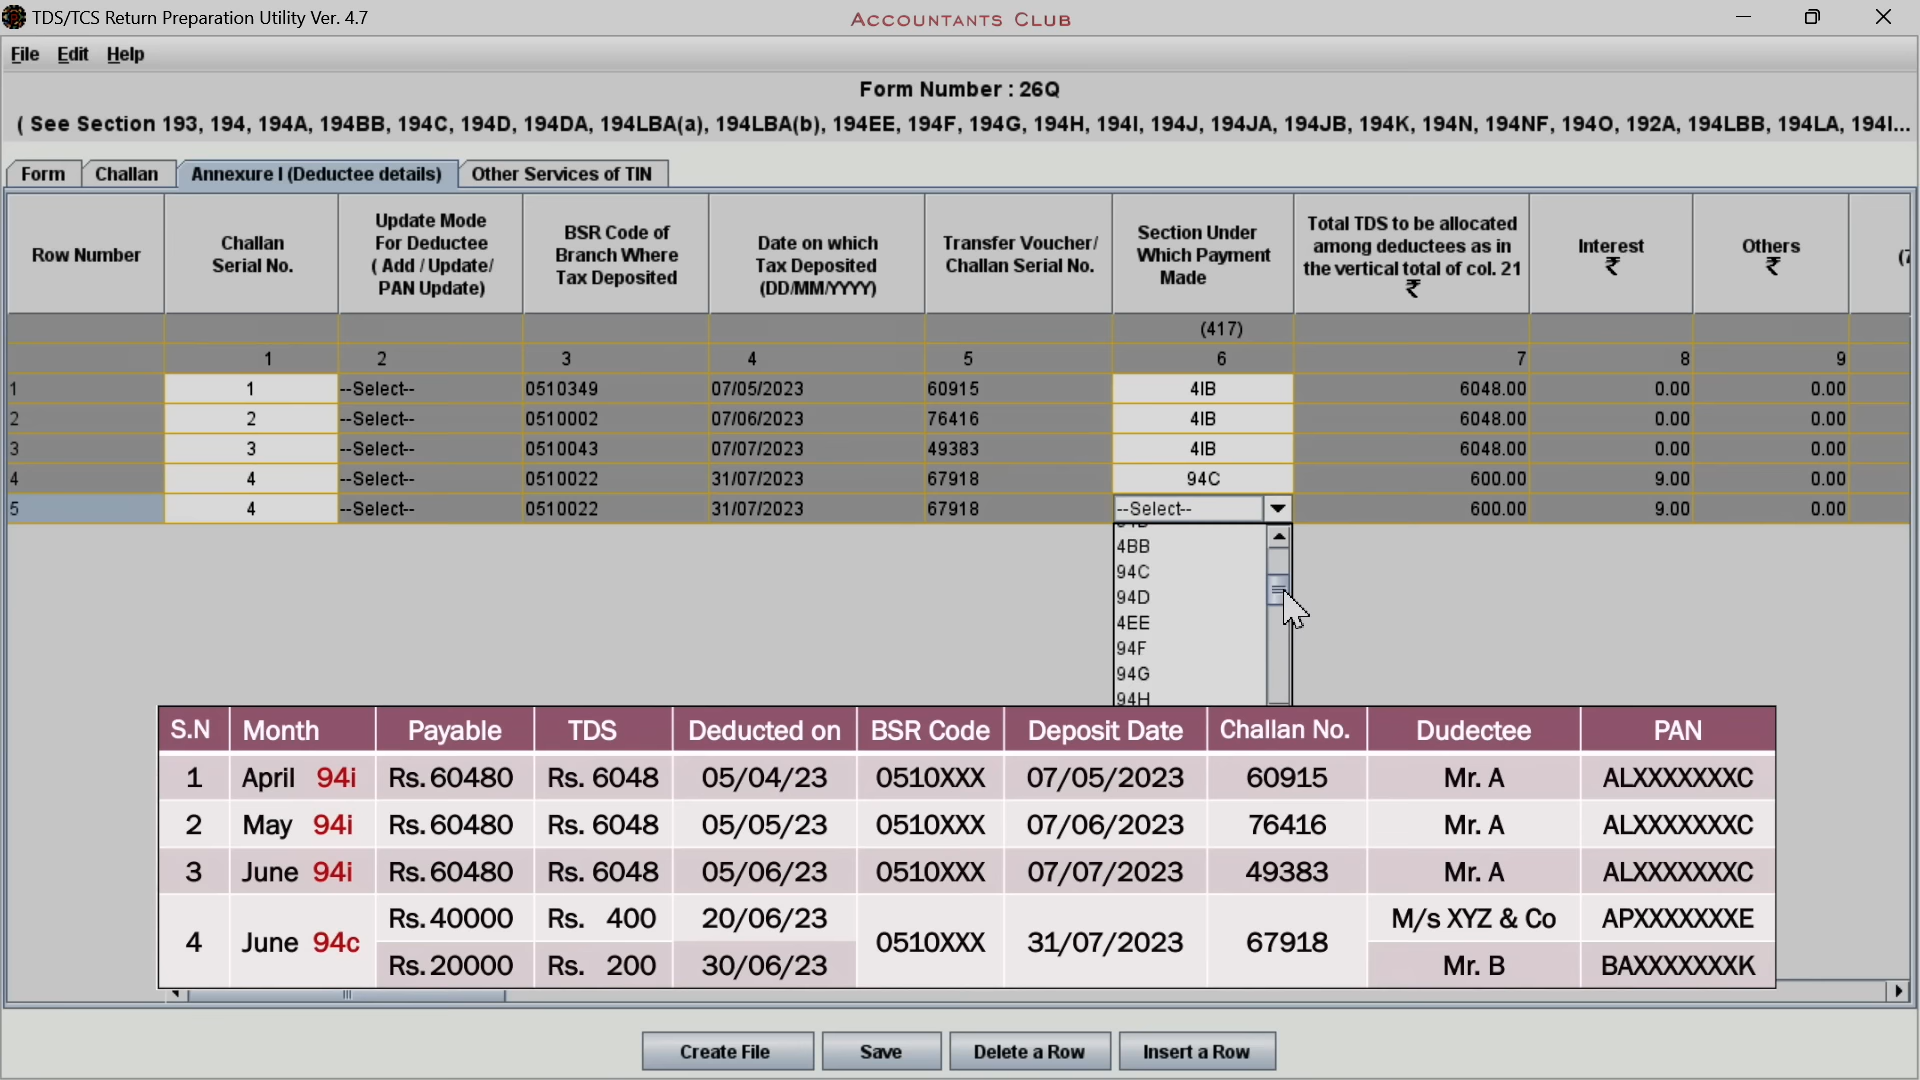 TDS/TCS Return Preparation Utility Ver. 4.7
Accountants Club
File Edit Help
Form Number : 26Q
( See Section 193, 194, 194A, 194BB, 194C, 194D, 194DA, 194LBA(a), 194LBA(b), 194EE, 194F, 194G, 194H, 194I, 194J, 194JA, 194JB, 194K, 194N, 194NF, 194O, 192A, 194LBB, 194LA, 194I...
Form Challan Annexure I (Deductee details) Other Services of TIN
Row Number
Challan
Serial No.
Update Mode
For Deductee
( Add / Update/
PAN Update)
BSR Code of
Branch Where
Tax Deposited
Date on which
Tax Deposited
(DD/MM/YYYY)
Transfer Voucher/
Challan Serial No.
Section Under
Which Payment
Made
Total TDS to be allocated
among deductees as in
the vertical total of col. 21
₹
Interest
₹
Others
₹
(417)
1 2 3 4 5 6 7 8 9
1 1 --Select-- 0510349 07/05/2023 60915 4IB 6048.00 0.00 0.00
2 2 --Select-- 0510002 07/06/2023 76416 4IB 6048.00 0.00 0.00
3 3 --Select-- 0510043 07/07/2023 49383 4IB 6048.00 0.00 0.00
4 4 --Select-- 0510022 31/07/2023 67918 94C 600.00 9.00 0.00
5 4 --Select-- 0510022 31/07/2023 67918 --Select-- 600.00 9.00 0.00
4BB
94C
94D
4EE
94F
94G
94H
S.N Month Payable TDS Deducted on BSR Code Deposit Date Challan No. Dudectee PAN
1 April 94i Rs. 60480 Rs. 6048 05/04/23 0510XXX 07/05/2023 60915 Mr. A ALXXXXXXXC
2 May 94i Rs. 60480 Rs. 6048 05/05/23 0510XXX 07/06/2023 76416 Mr. A ALXXXXXXXC
3 June 94i Rs. 60480 Rs. 6048 05/06/23 0510XXX 07/07/2023 49383 Mr. A ALXXXXXXXC
4 June 94c Rs. 40000 Rs. 400 20/06/23 0510XXX 31/07/2023 67918 M/s XYZ & Co APXXXXXXXE
Rs. 20000 Rs. 200 30/06/23 Mr. B BAXXXXXXXK
Create File Save Delete a Row Insert a Row